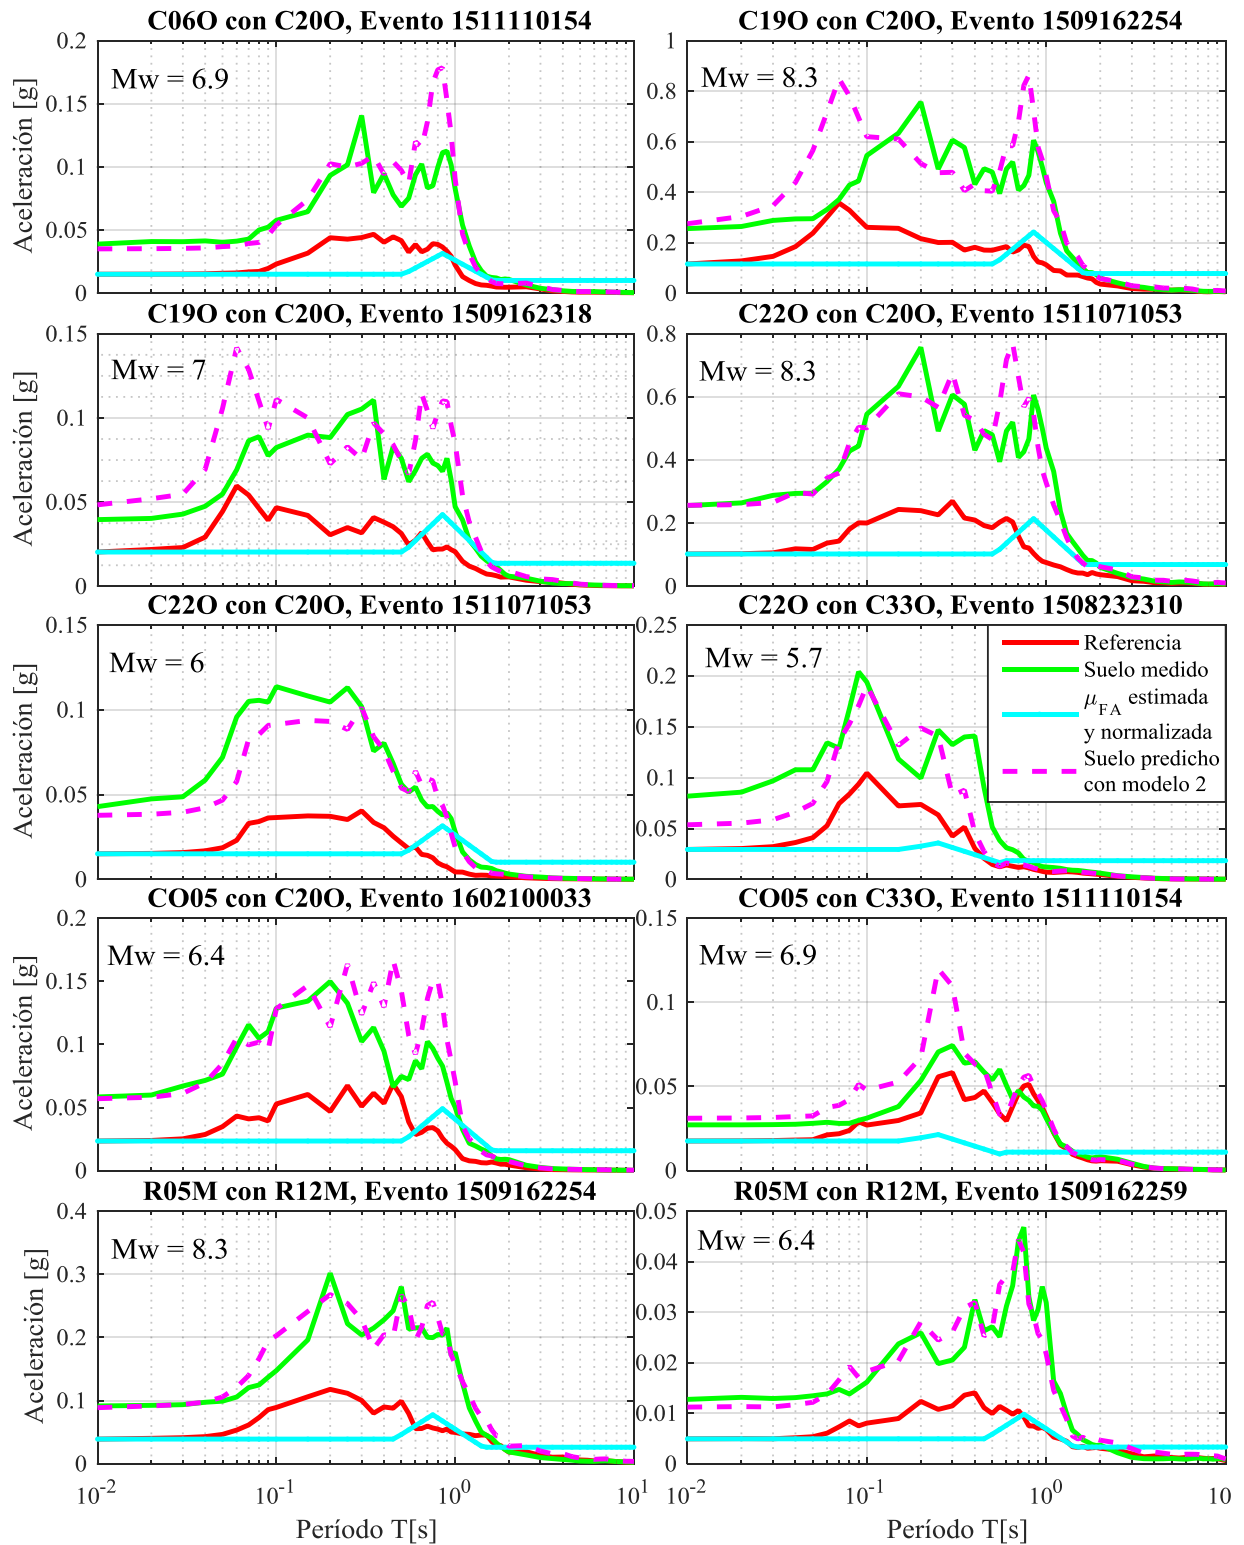 C06O con C20O, Evento 1511110154
0.2
0.15
0.1
0.05
0
Aceleración [g]
Mw = 6.9
C19O con C20O, Evento 1509162254
1
0.8
0.6
0.4
0.2
0
Mw = 8.3
C19O con C20O, Evento 1509162318
0.15
0.1
0.05
0
Aceleración [g]
Mw = 7
C22O con C20O, Evento 1511071053
0.8
0.6
0.4
0.2
0
Mw = 8.3
C22O con C20O, Evento 1511071053
0.15
0.1
0.05
0
Aceleración [g]
Mw = 6
C22O con C33O, Evento 1508232310
0.25
0.2
0.15
0.1
0.05
0
Mw = 5.7
Referencia
Suelo medido
μFA estimada
y normalizada
Suelo predicho
con modelo 2
CO05 con C20O, Evento 1602100033
0.2
0.15
0.1
0.05
0
Aceleración [g]
Mw = 6.4
CO05 con C33O, Evento 1511110154
0.15
0.1
0.05
0
Mw = 6.9
R05M con R12M, Evento 1509162254
0.4
0.3
0.2
0.1
0
Aceleración [g]
Mw = 8.3
10-2
10-1
100
101
Período T[s]
R05M con R12M, Evento 1509162259
0.05
0.04
0.03
0.02
0.01
0
Mw = 6.4
10-2
10-1
100
10
Período T[s]